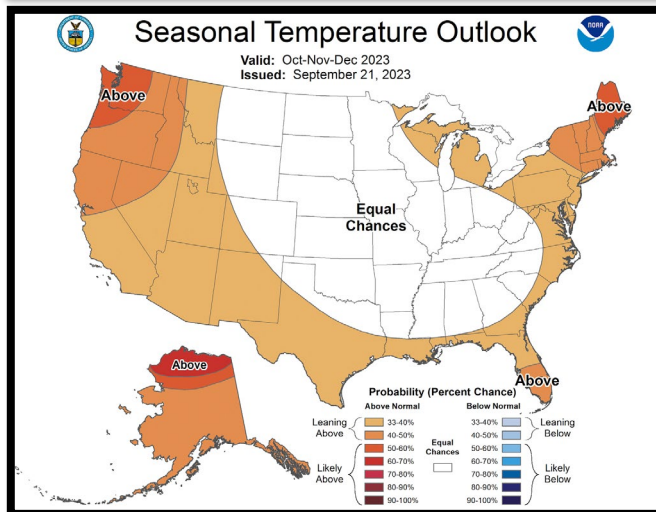 Seasonal Temperature Outlook
NOAA
Valid: Oct-Nov-Dec 2023
Issued: September 21, 2023
Above
Above
Equal
Chances
Above
Above
Probability (Percent Chance)
Above Normal
Below Normal
Leaning
Above
33-40%
40-50%
Likely
Above
50-60%
60-70%
70-80%
80-90%
90-100%
Equal
Chances
33-40%
40-50%
Leaning
Below
50-60%
60-70%
70-80%
80-90%
90-100%
Likely
Below